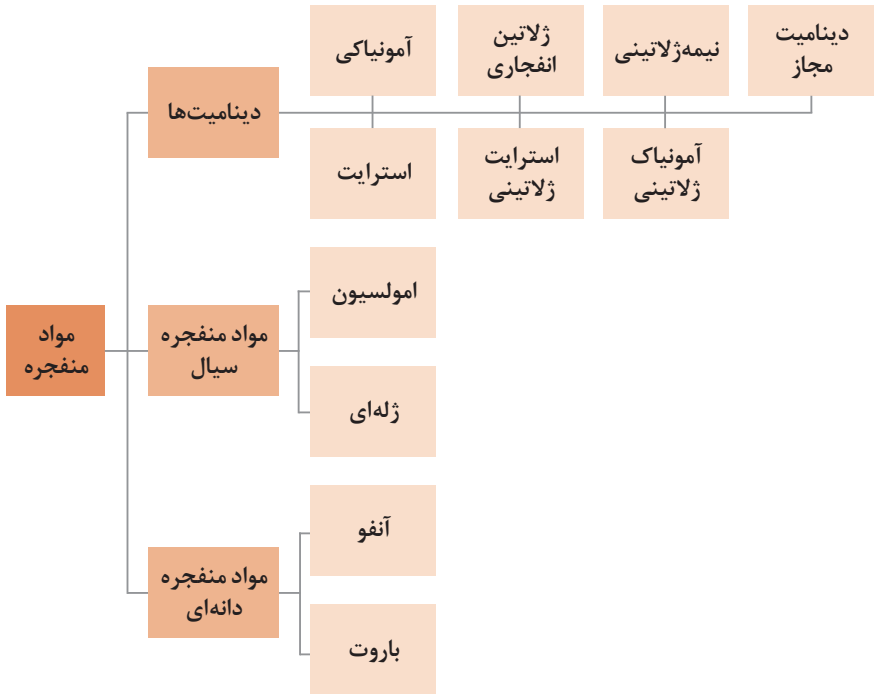 مواد
منفجره
دینامیت‌ها
آمونیاکی
ژلاتین
انفجاری
نیمه‌ژلاتینی
دینامیت
مجاز
استرایت
استرایت
ژلاتینی
آمونیاک
ژلاتینی
مواد منفجره
سیال
امولسیون
ژله‌ای
مواد منفجره
دانه‌ای
آنفو
باروت